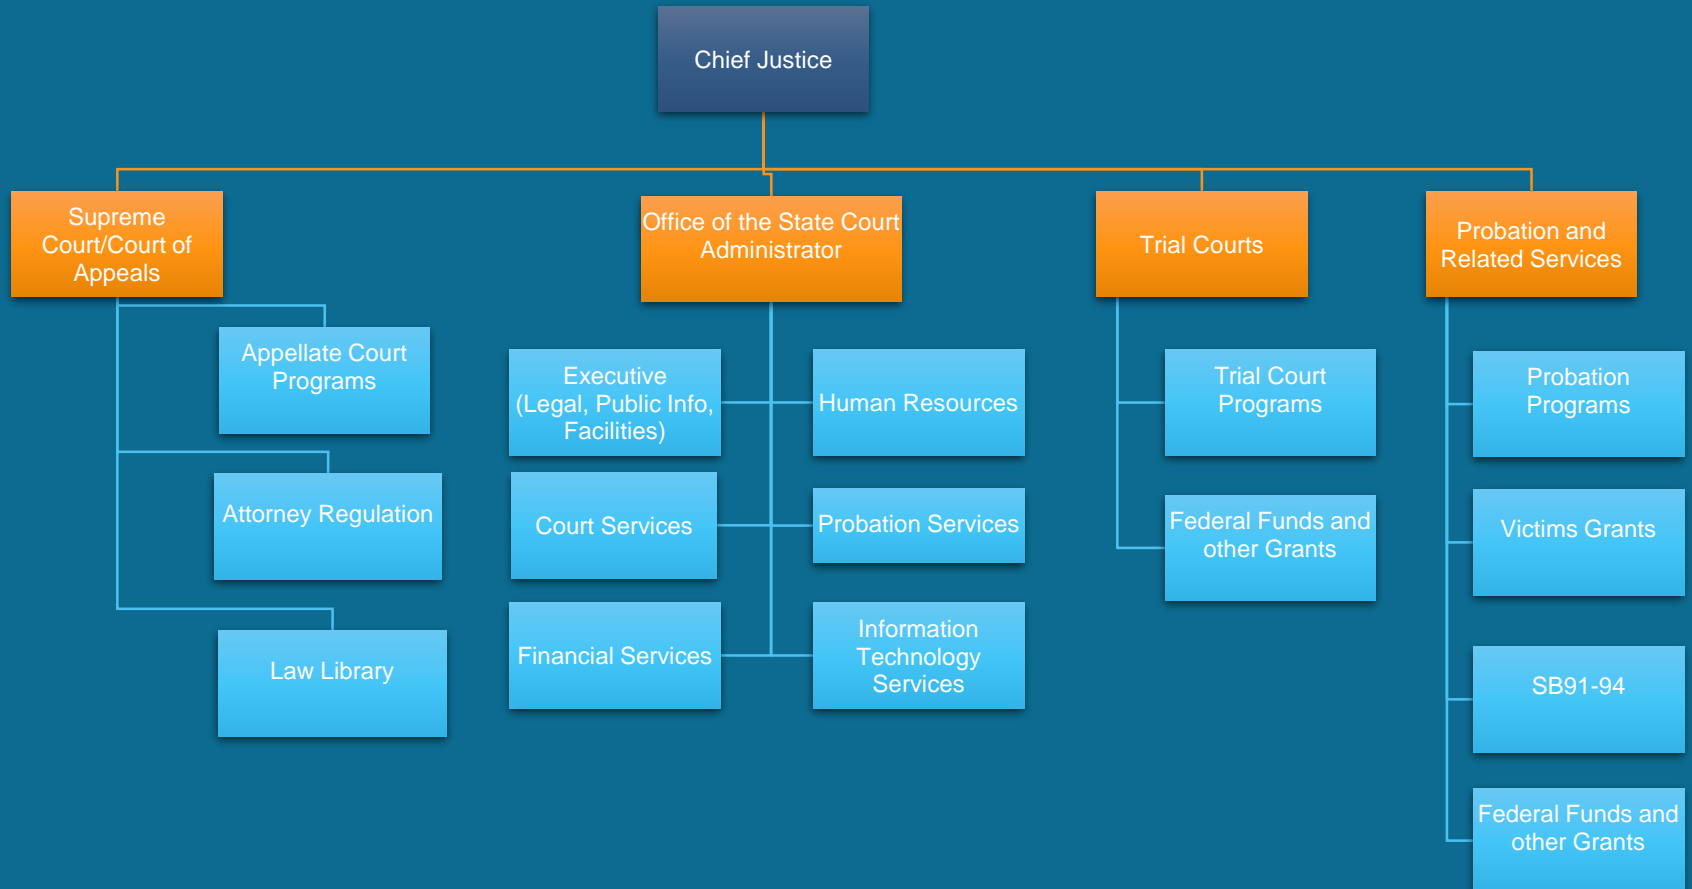 Chief Justice
Supreme
Court/Court of
Appeals
Office of the State Court
Administrator
Trial Courts
Probation and
Related Services
Appellate Court
Programs
Attorney Regulation
Law Library
Executive
(Legal, Public Info,
Facilities)
Human Resources
Court Services
Probation Services
Financial Services
Information
Technology
Services
Trial Court
Programs
Federal Funds and
other Grants
Probation
Programs
Victims Grants
SB91-94
Federal Funds and
other Grants